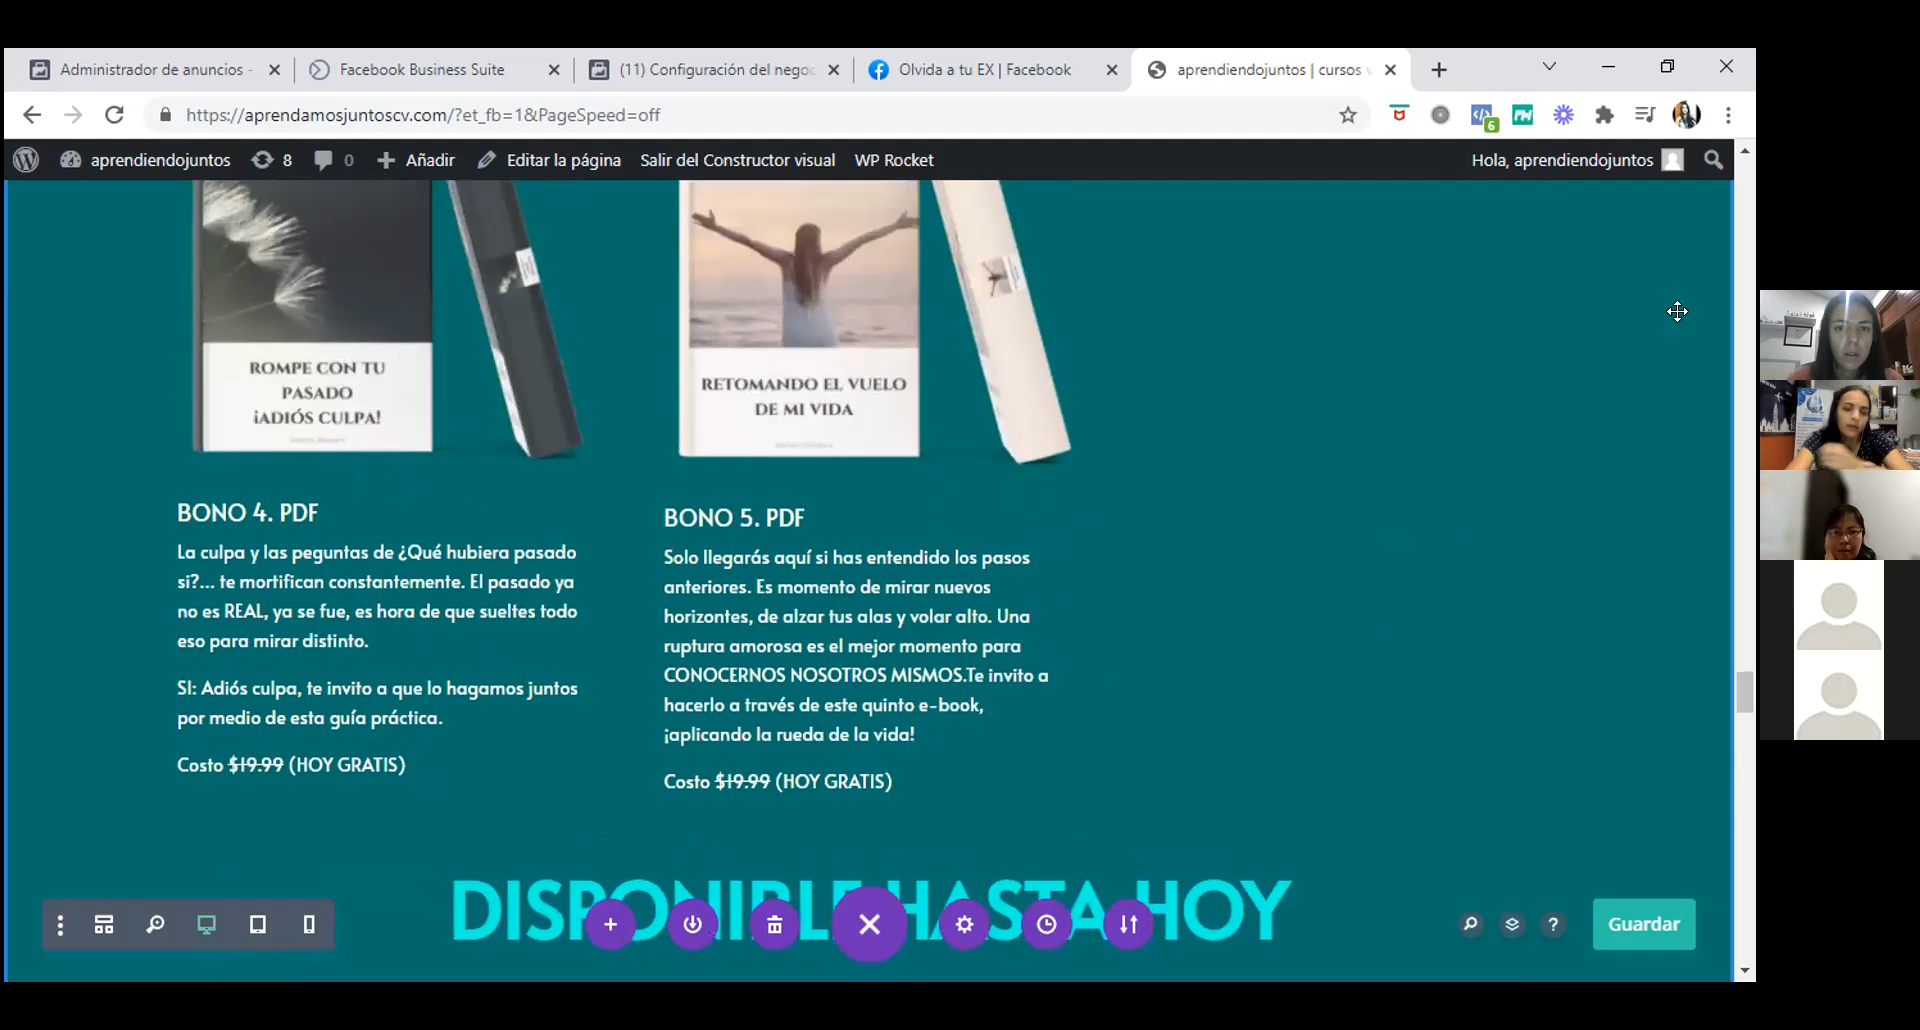 Administrador de anuncios -
Facebook Business Suite
(11) Configuración del negoc
Olvida a tu EX | Facebook
aprendiendojuntos | cursos v
https://aprendamosjuntoscv.com/?et_fb=1&PageSpeed=off
6
aprendiendojuntos
8
0
Añadir
Editar la página
Salir del Constructor visual
WP Rocket
Hola, aprendiendojuntos
ROMPE CON TU
PASADO
¡ADIÓS CULPA!
RETOMANDO EL VUELO
DE MI VIDA
BONO 4. PDF
La culpa y las peguntas de ¿Qué hubiera pasado
si?... te mortifican constantemente. El pasado ya
no es REAL, ya se fue, es hora de que sueltes todo
eso para mirar distinto.
SI: Adiós culpa, te invito a que lo hagamos juntos
por medio de esta guía práctica.
Costo $19.99 (HOY GRATIS)
BONO 5. PDF
Solo llegarás aquí si has entendido los pasos
anteriores. Es momento de mirar nuevos
horizontes, de alzar tus alas y volar alto. Una
ruptura amorosa es el mejor momento para
CONOCERNOS NOSOTROS MISMOS.Te invito a
hacerlo a través de este quinto e-book,
¡aplicando la rueda de la vida!
Costo $19.99 (HOY GRATIS)
DISPONIBLE HASTA HOY
?
Guardar